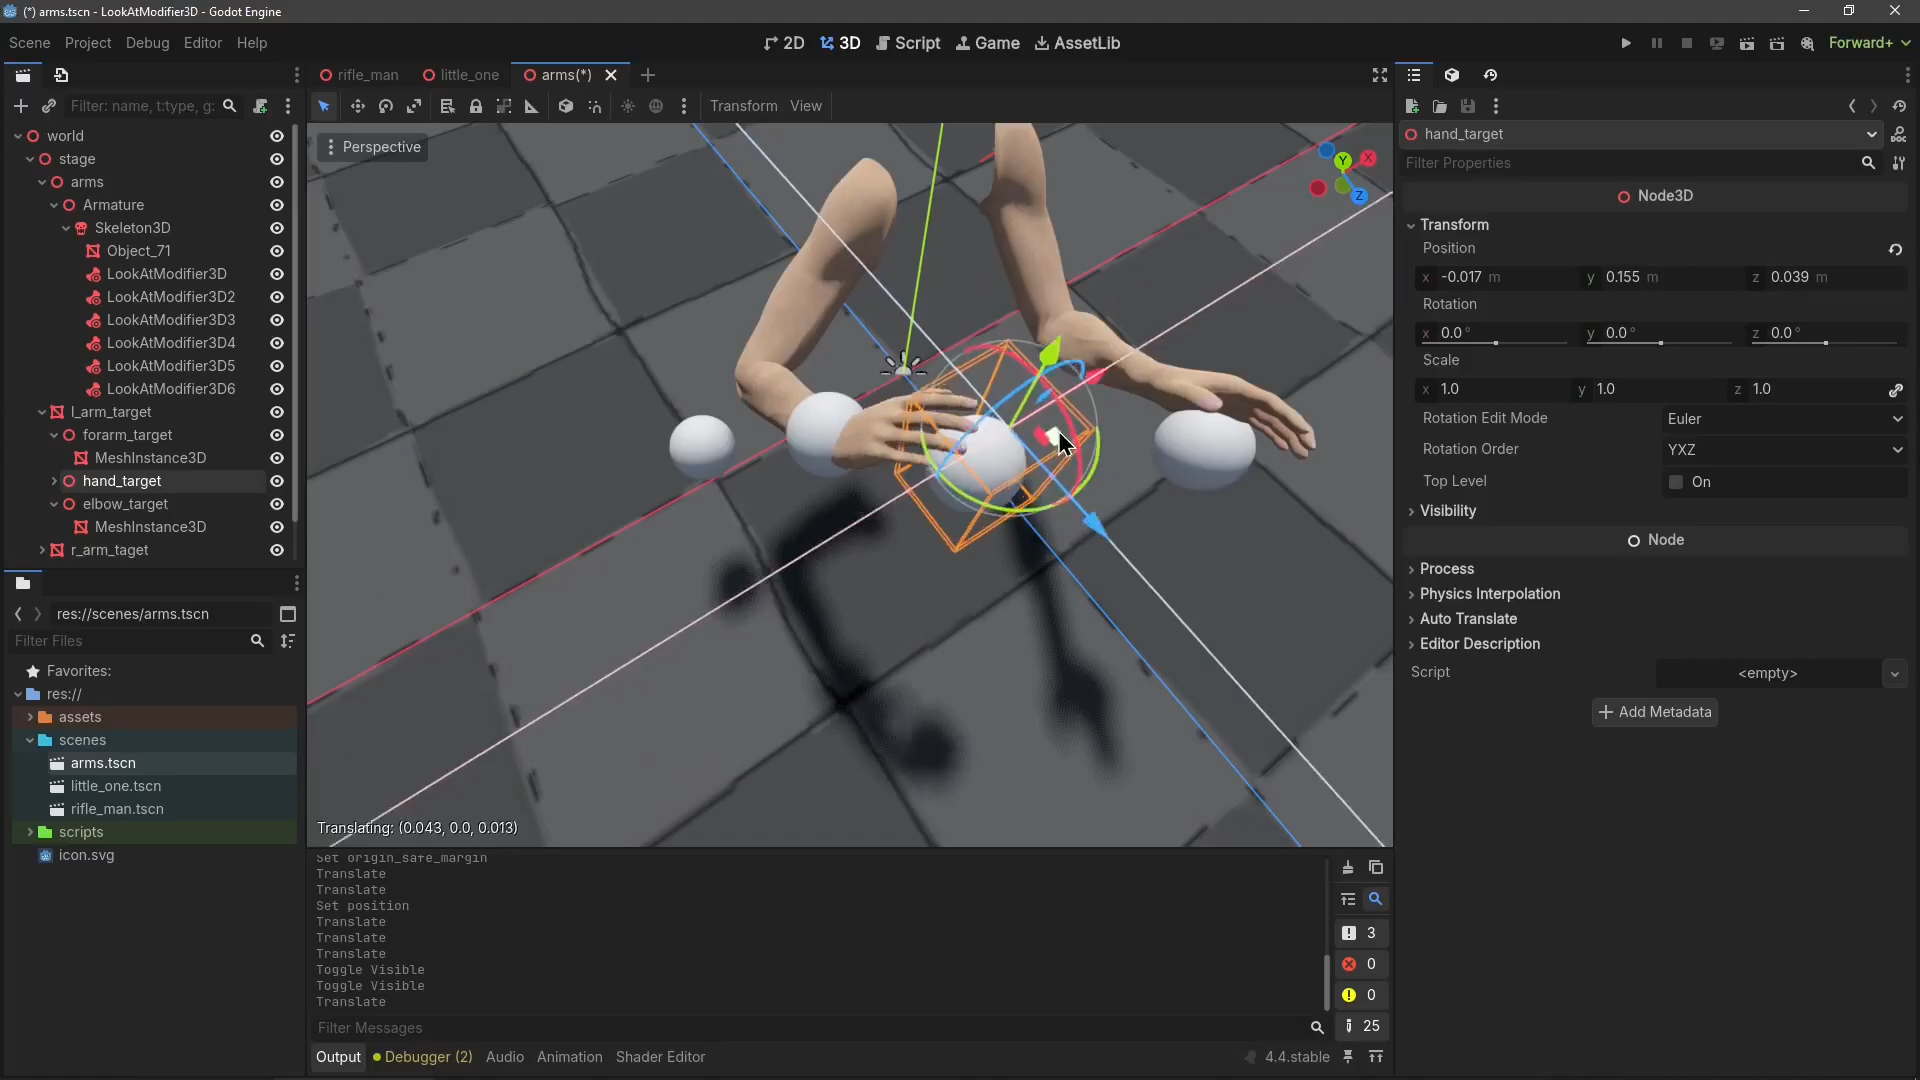 (*) arms.tscn - LookAtModifier3D - Godot Engine
Scene Project Debug Editor Help
2D 3D Script Game AssetLib
Forward+
rifle_man little_one arms(*)
Filter: name, t:type, g:
Transform View
world
stage
arms
Armature
Skeleton3D
Object_71
LookAtModifier3D
LookAtModifier3D2
LookAtModifier3D3
LookAtModifier3D4
LookAtModifier3D5
LookAtModifier3D6
l_arm_target
forarm_target
MeshInstance3D
hand_target
elbow_target
MeshInstance3D
r_arm_taget
res://scenes/arms.tscn
Filter Files
Favorites:
res://
assets
scenes
arms.tscn
little_one.tscn
rifle_man.tscn
scripts
icon.svg
Perspective
Y X Z
Translating: (0.043, 0.0, 0.013)
Set origin_safe_margin
Translate
Translate
Set position
Translate
Translate
Translate
Toggle Visible
Toggle Visible
Translate
Filter Messages
3
0
0
25
Output Debugger (2) Audio Animation Shader Editor
4.4.stable
hand_target
Filter Properties
Node3D
Transform
Position
x -0.017 m y 0.155 m z 0.039 m
Rotation
x 0.0 ° y 0.0 ° z 0.0 °
Scale
x 1.0 y 1.0 z 1.0
Rotation Edit Mode Euler
Rotation Order YXZ
Top Level On
Visibility
Node
Process
Physics Interpolation
Auto Translate
Editor Description
Script <empty>
Add Metadata